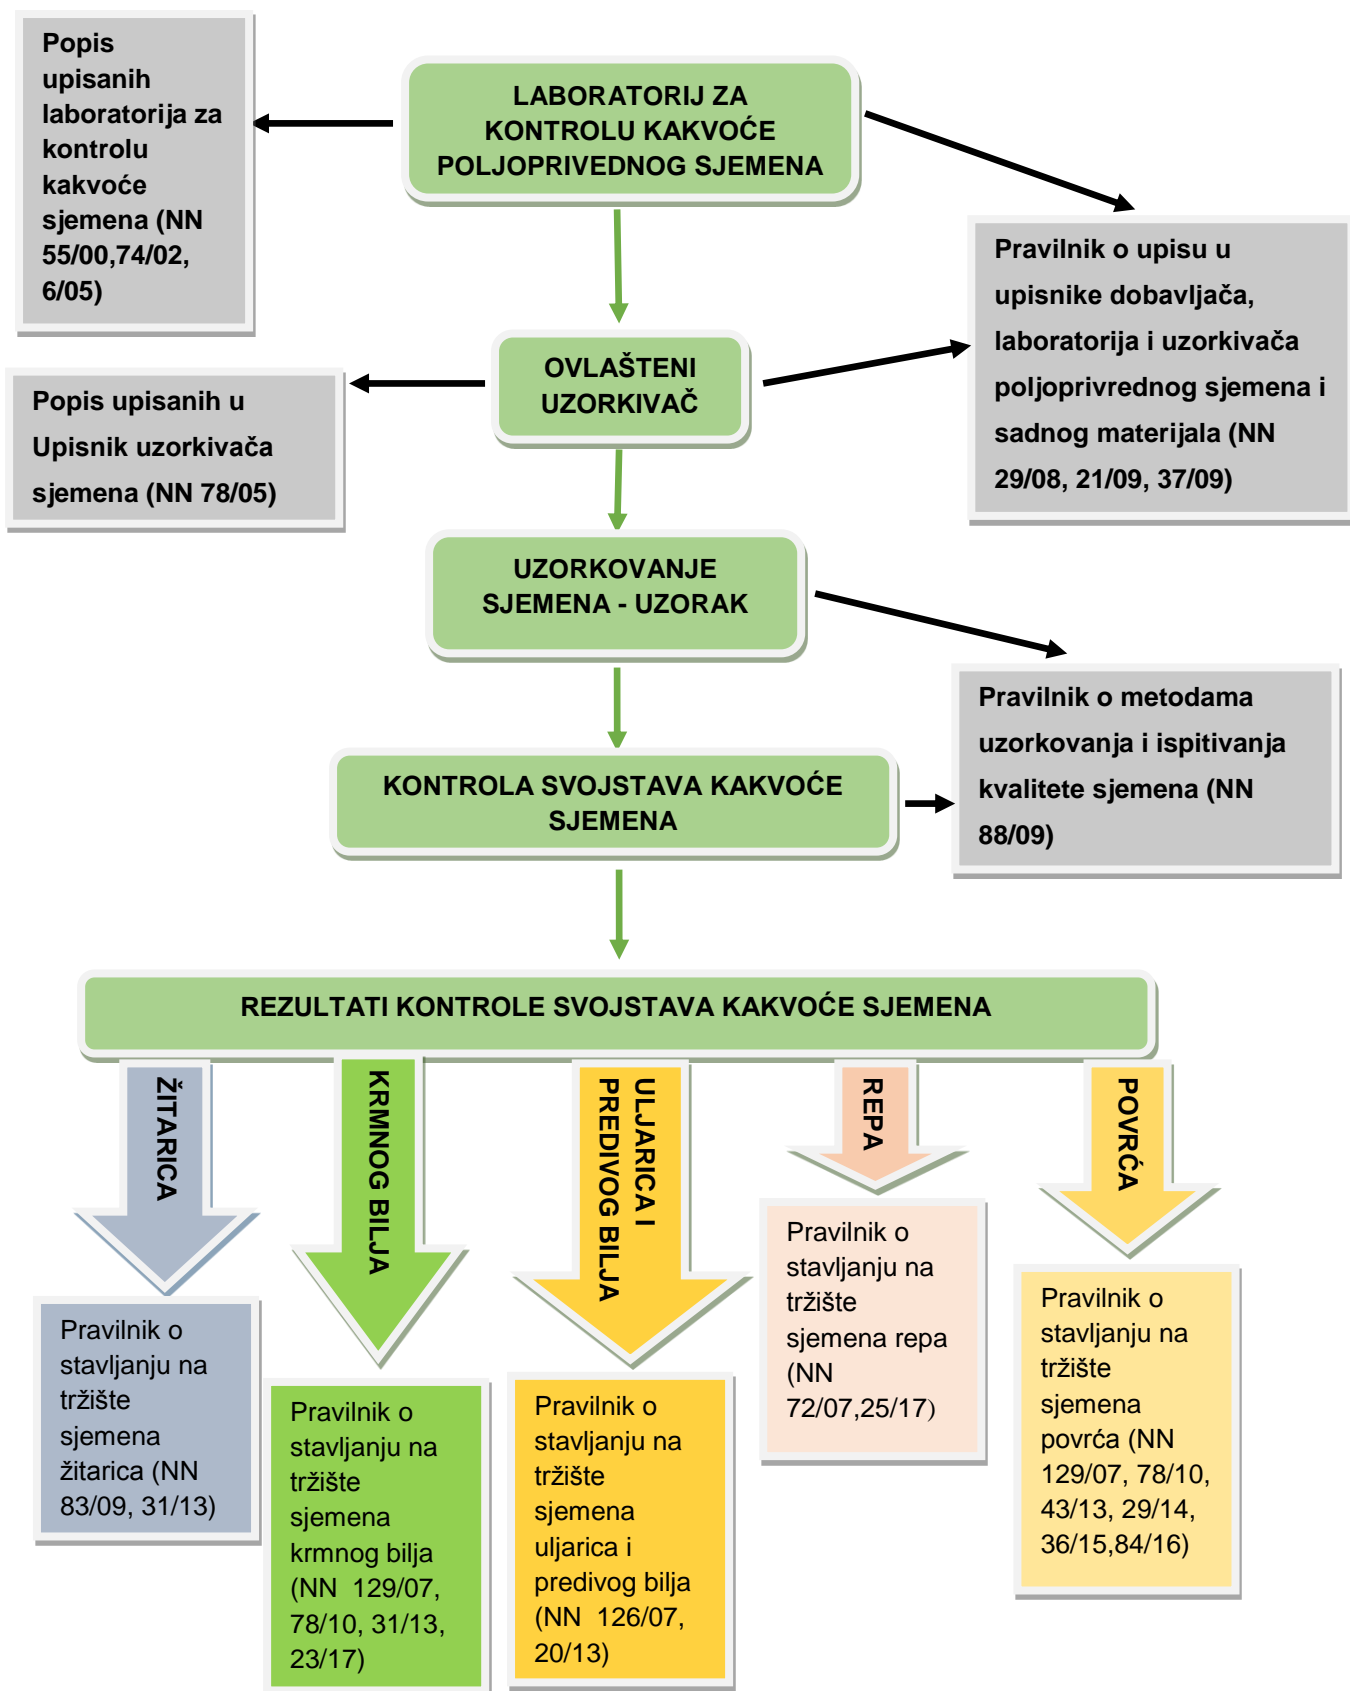 Popis
upisanih
laboratorija za
kontrolu
kakvoće
sjemena (NN
55/00,74/02,
6/05)
LABORATORIJ ZA
KONTROLU KAKVOĆE
POLJOPRIVEDNOG SJEMENA
Pravilnik o upisu u
upisnike dobavljača,
laboratorija i uzorkivača
poljoprivrednog sjemena i
sadnog materijala (NN
29/08, 21/09, 37/09)
OVLAŠTENI
UZORKIVAČ
Popis upisanih u
Upisnik uzorkivača
sjemena (NN 78/05)
UZORKOVANJE
SJEMENA - UZORAK
Pravilnik o metodama
uzorkovanja i ispitivanja
kvalitete sjemena (NN
88/09)
KONTROLA SVOJSTAVA KAKVOĆE
SJEMENA
REZULTATI KONTROLE SVOJSTAVA KAKVOĆE SJEMENA
ŽITARICA
KRMNOG BILJA
ULJARICA I
PREDIVOG BILJA
REPA
POVRĆA
Pravilnik o
stavljanju na
tržište
sjemena
žitarica (NN
83/09, 31/13)
Pravilnik o
stavljanju na
tržište
sjemena
krmnog bilja
(NN  129/07,
78/10, 31/13,
23/17)
Pravilnik o
stavljanju na
tržište
sjemena
uljarica i
predivog bilja
(NN  126/07,
20/13)
Pravilnik o
stavljanju na
tržište
sjemena repa
(NN
72/07,25/17)
Pravilnik o
stavljanju na
tržište
sjemena
povrća (NN
129/07, 78/10,
43/13, 29/14,
36/15,84/16)